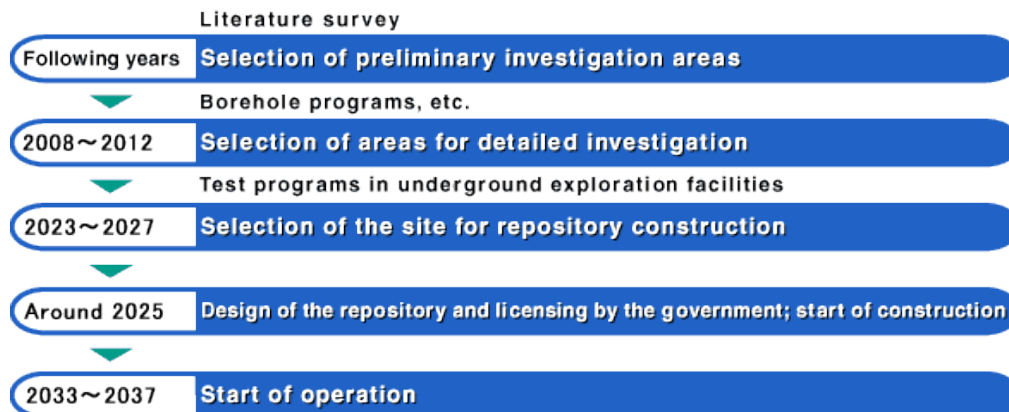 Literature survey
Following years Selection of preliminary investigation areas
Borehole programs, etc.
2008～2012 Selection of areas for detailed investigation
Test programs in underground exploration facilities
2023～2027 Selection of the site for repository construction
Around 2025 Design of the repository and licensing by the government; start of construction
2033～2037 Start of operation